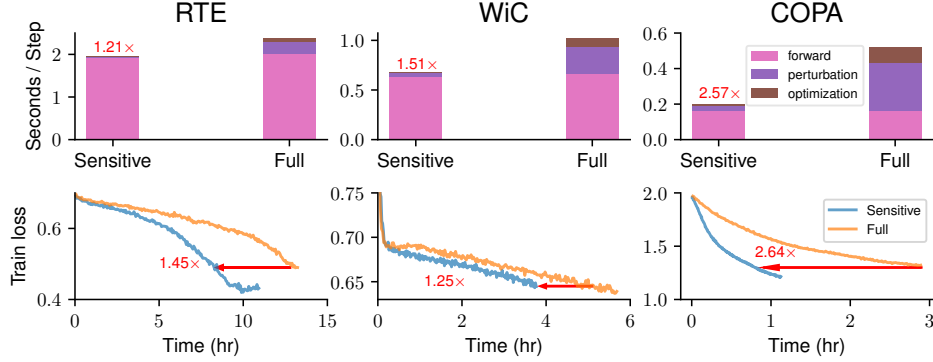 RTE
WiC
COPA
Seconds / Step
2
1
0
1.21×
Sensitive
Full
1.0
0.5
0.0
1.51×
Sensitive
Full
0.6
0.4
0.2
0.0
2.57×
forward
perturbation
optimization
Sensitive
Full
Train loss
0.6
0.4
1.45×
0
5
10
15
Time (hr)
0.75
0.70
0.65
1.25×
0
2
4
6
Time (hr)
2.0
1.5
1.0
Sensitive
Full
2.64×
0
1
2
3
Time (hr)